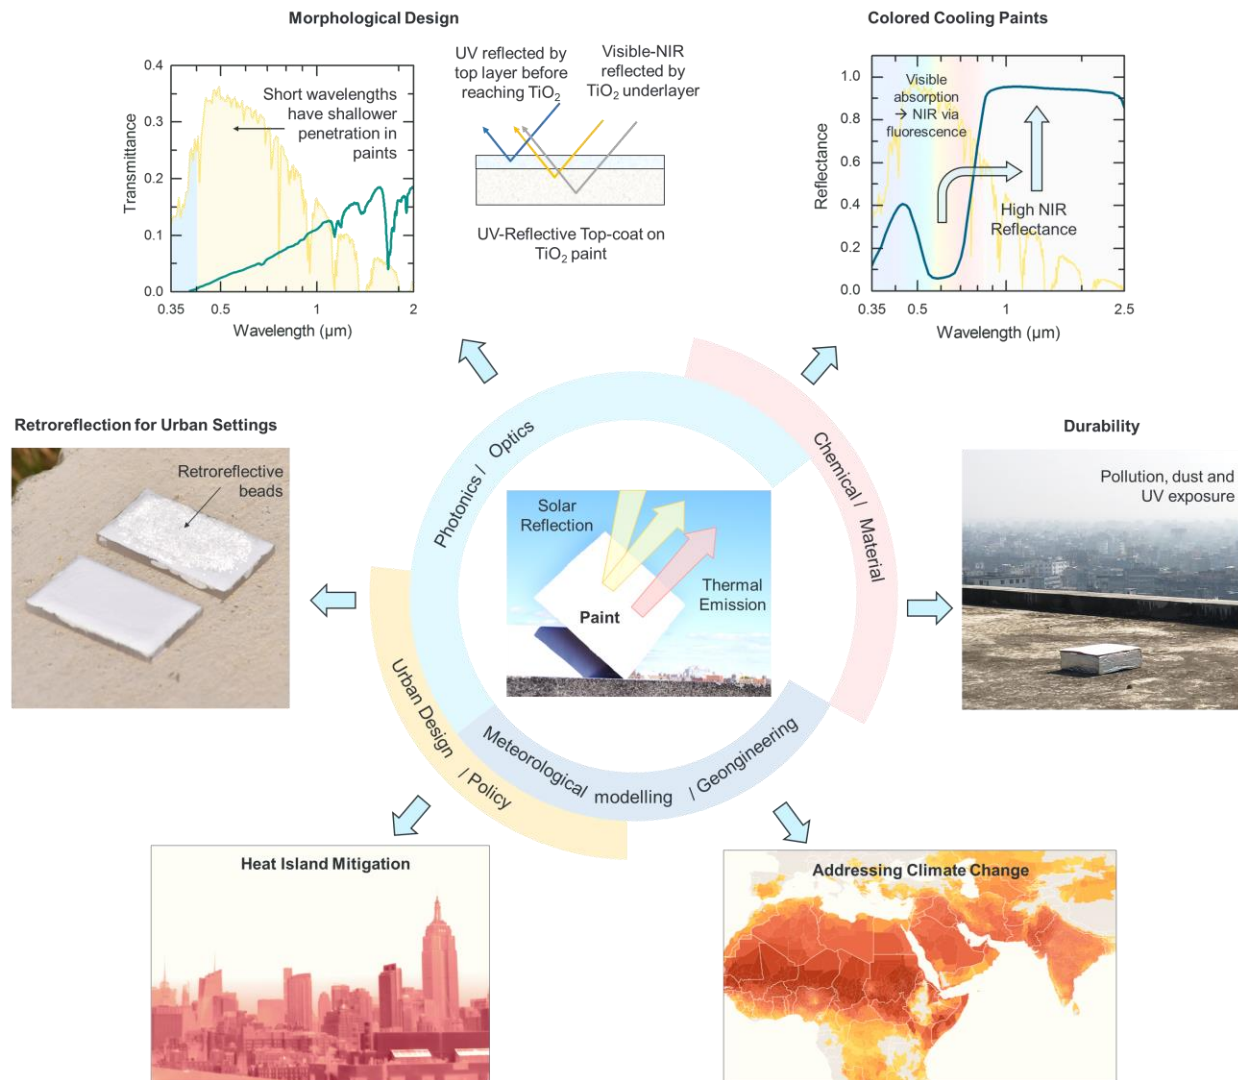 Morphological Design
Colored Cooling Paints
0.4
0.3
0.2
0.1
0.0
Transmittance
Short wavelengths
have shallower
penetration in
paints
0.35
0.5
1
2
Wavelength (µm)
UV reflected by
top layer before
reaching TiO₂
Visible-NIR
reflected by
TiO₂ underlayer
UV-Reflective Top-coat on
TiO₂ paint
1.0
0.8
0.6
0.4
0.2
0.0
Reflectance
Visible
absorption
→ NIR via
fluorescence
High NIR
Reflectance
0.35
0.5
1
2.5
Wavelength (µm)
Retroreflection for Urban Settings
Retroreflective
beads
Photonics / Optics
Chemical / Material
Urban Design / Policy
Meteorological modelling / Geongineering
Solar
Reflection
Thermal
Emission
Paint
Durability
Pollution, dust and
UV exposure
Heat Island Mitigation
Addressing Climate Change